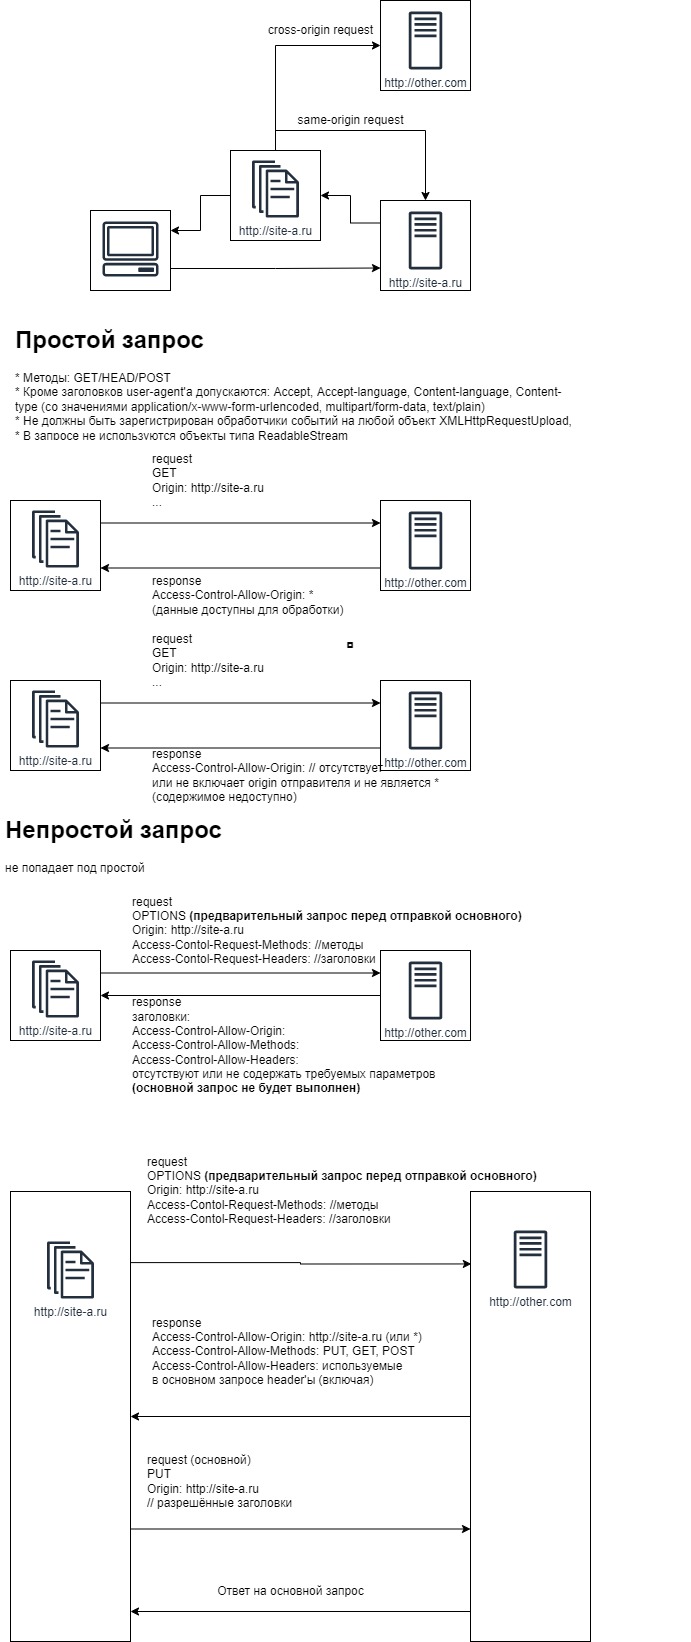 cross-origin request
http://other.com
same-origin request
http://site-a.ru
http://site-a.ru
Простой запрос
* Методы: GET/HEAD/POST
* Кроме заголовков user-agent'а допускаются: Accept, Accept-language, Content-language, Content-
type (со значениями application/x-www-form-urlencoded, multipart/form-data, text/plain)
* Не должны быть зарегистрирован обработчики событий на любой объект XMLHttpRequestUpload,
* В запросе не используются объекты типа ReadableStream
request
GET
Origin: http://site-a.ru
...
http://site-a.ru
http://other.com
response
Access-Control-Allow-Origin: *
(данные доступны для обработки)
request
GET
Origin: http://site-a.ru
...
http://site-a.ru
http://other.com
response
Access-Control-Allow-Origin: // отсутствует
или не включает origin отправителя и не является *
(содержимое недоступно)
Непростой запрос
не попадает под простой
request
OPTIONS (предварительный запрос перед отправкой основного)
Origin: http://site-a.ru
Access-Contol-Request-Methods: //методы
Access-Contol-Request-Headers: //заголовки
http://site-a.ru
http://other.com
response
заголовки:
Access-Control-Allow-Origin:
Access-Control-Allow-Methods:
Access-Control-Allow-Headers:
отсутствуют или не содержать требуемых параметров
(основной запрос не будет выполнен)
request
OPTIONS (предварительный запрос перед отправкой основного)
Origin: http://site-a.ru
Access-Contol-Request-Methods: //методы
Access-Contol-Request-Headers: //заголовки
http://site-a.ru
http://other.com
response
Access-Control-Allow-Origin: http://site-a.ru (или *)
Access-Control-Allow-Methods: PUT, GET, POST
Access-Control-Allow-Headers: используемые
в основном запросе header'ы (включая)
request (основной)
PUT
Origin: http://site-a.ru
// разрешённые заголовки
Ответ на основной запрос